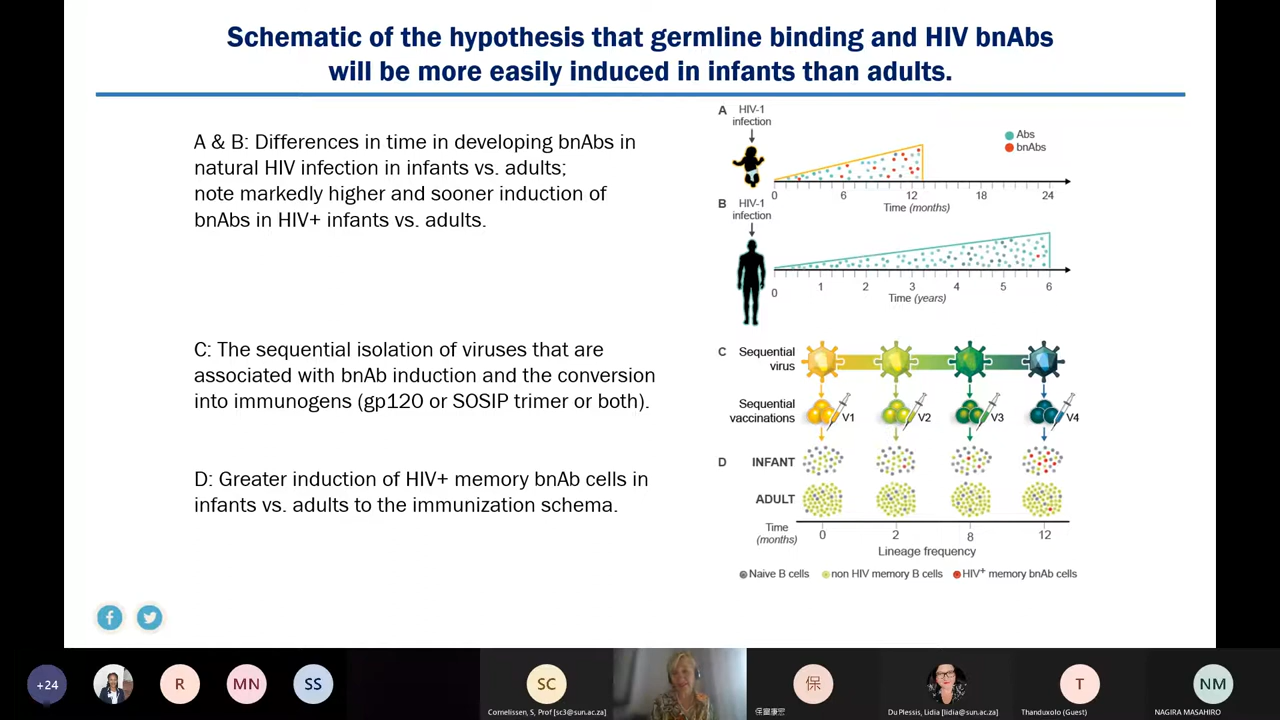 Schematic of the hypothesis that germline binding and HIV bnAbs
will be more easily induced in infants than adults.
A & B: Differences in time in developing bnAbs in
natural HIV infection in infants vs. adults;
note markedly higher and sooner induction of
bnAbs in HIV+ infants vs. adults.
C: The sequential isolation of viruses that are
associated with bnAb induction and the conversion
into immunogens (gp120 or SOSIP trimer or both).
D: Greater induction of HIV+ memory bnAb cells in
infants vs. adults to the immunization schema.
A HIV-1
infection
Abs
bnAbs
0 6 12 18 24
Time (months)
B HIV-1
infection
0 1 2 3 4 5 6
Time (years)
C Sequential
virus
Sequential
vaccinations
V1 V2 V3 V4
D INFANT
ADULT
Time
(months)
0 2 8 12
Lineage frequency
Naive B cells non HIV memory B cells HIV+ memory bnAb cells
+24 R MN SS SC 保 T NM
Cornelissen, S, Prof [sc3@sun.ac.za]
Du Plessis, Lidia [lidia@sun.ac.za]
Thanduxolo (Guest)
NAGIRA MASAHIRO